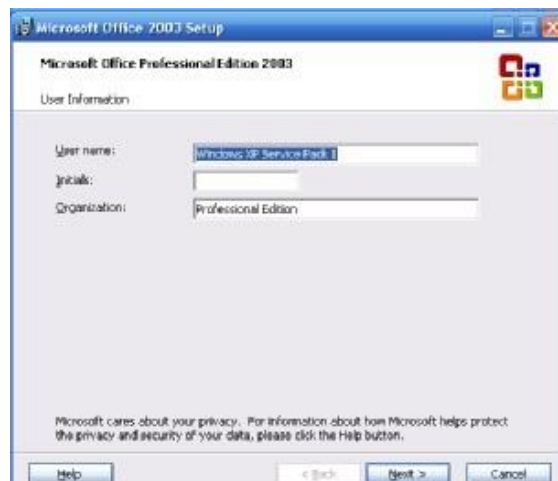 Microsoft Office 2003 Setup
Microsoft Office Professional Edition 2003
User Information
User name:
Windows XP Service Pack 1
Initials:
Organization:
Professional Edition
Microsoft cares about your privacy. For information about how Microsoft helps protect
the privacy and security of your data, please click the Help button.
Help
< Back
Next >
Cancel